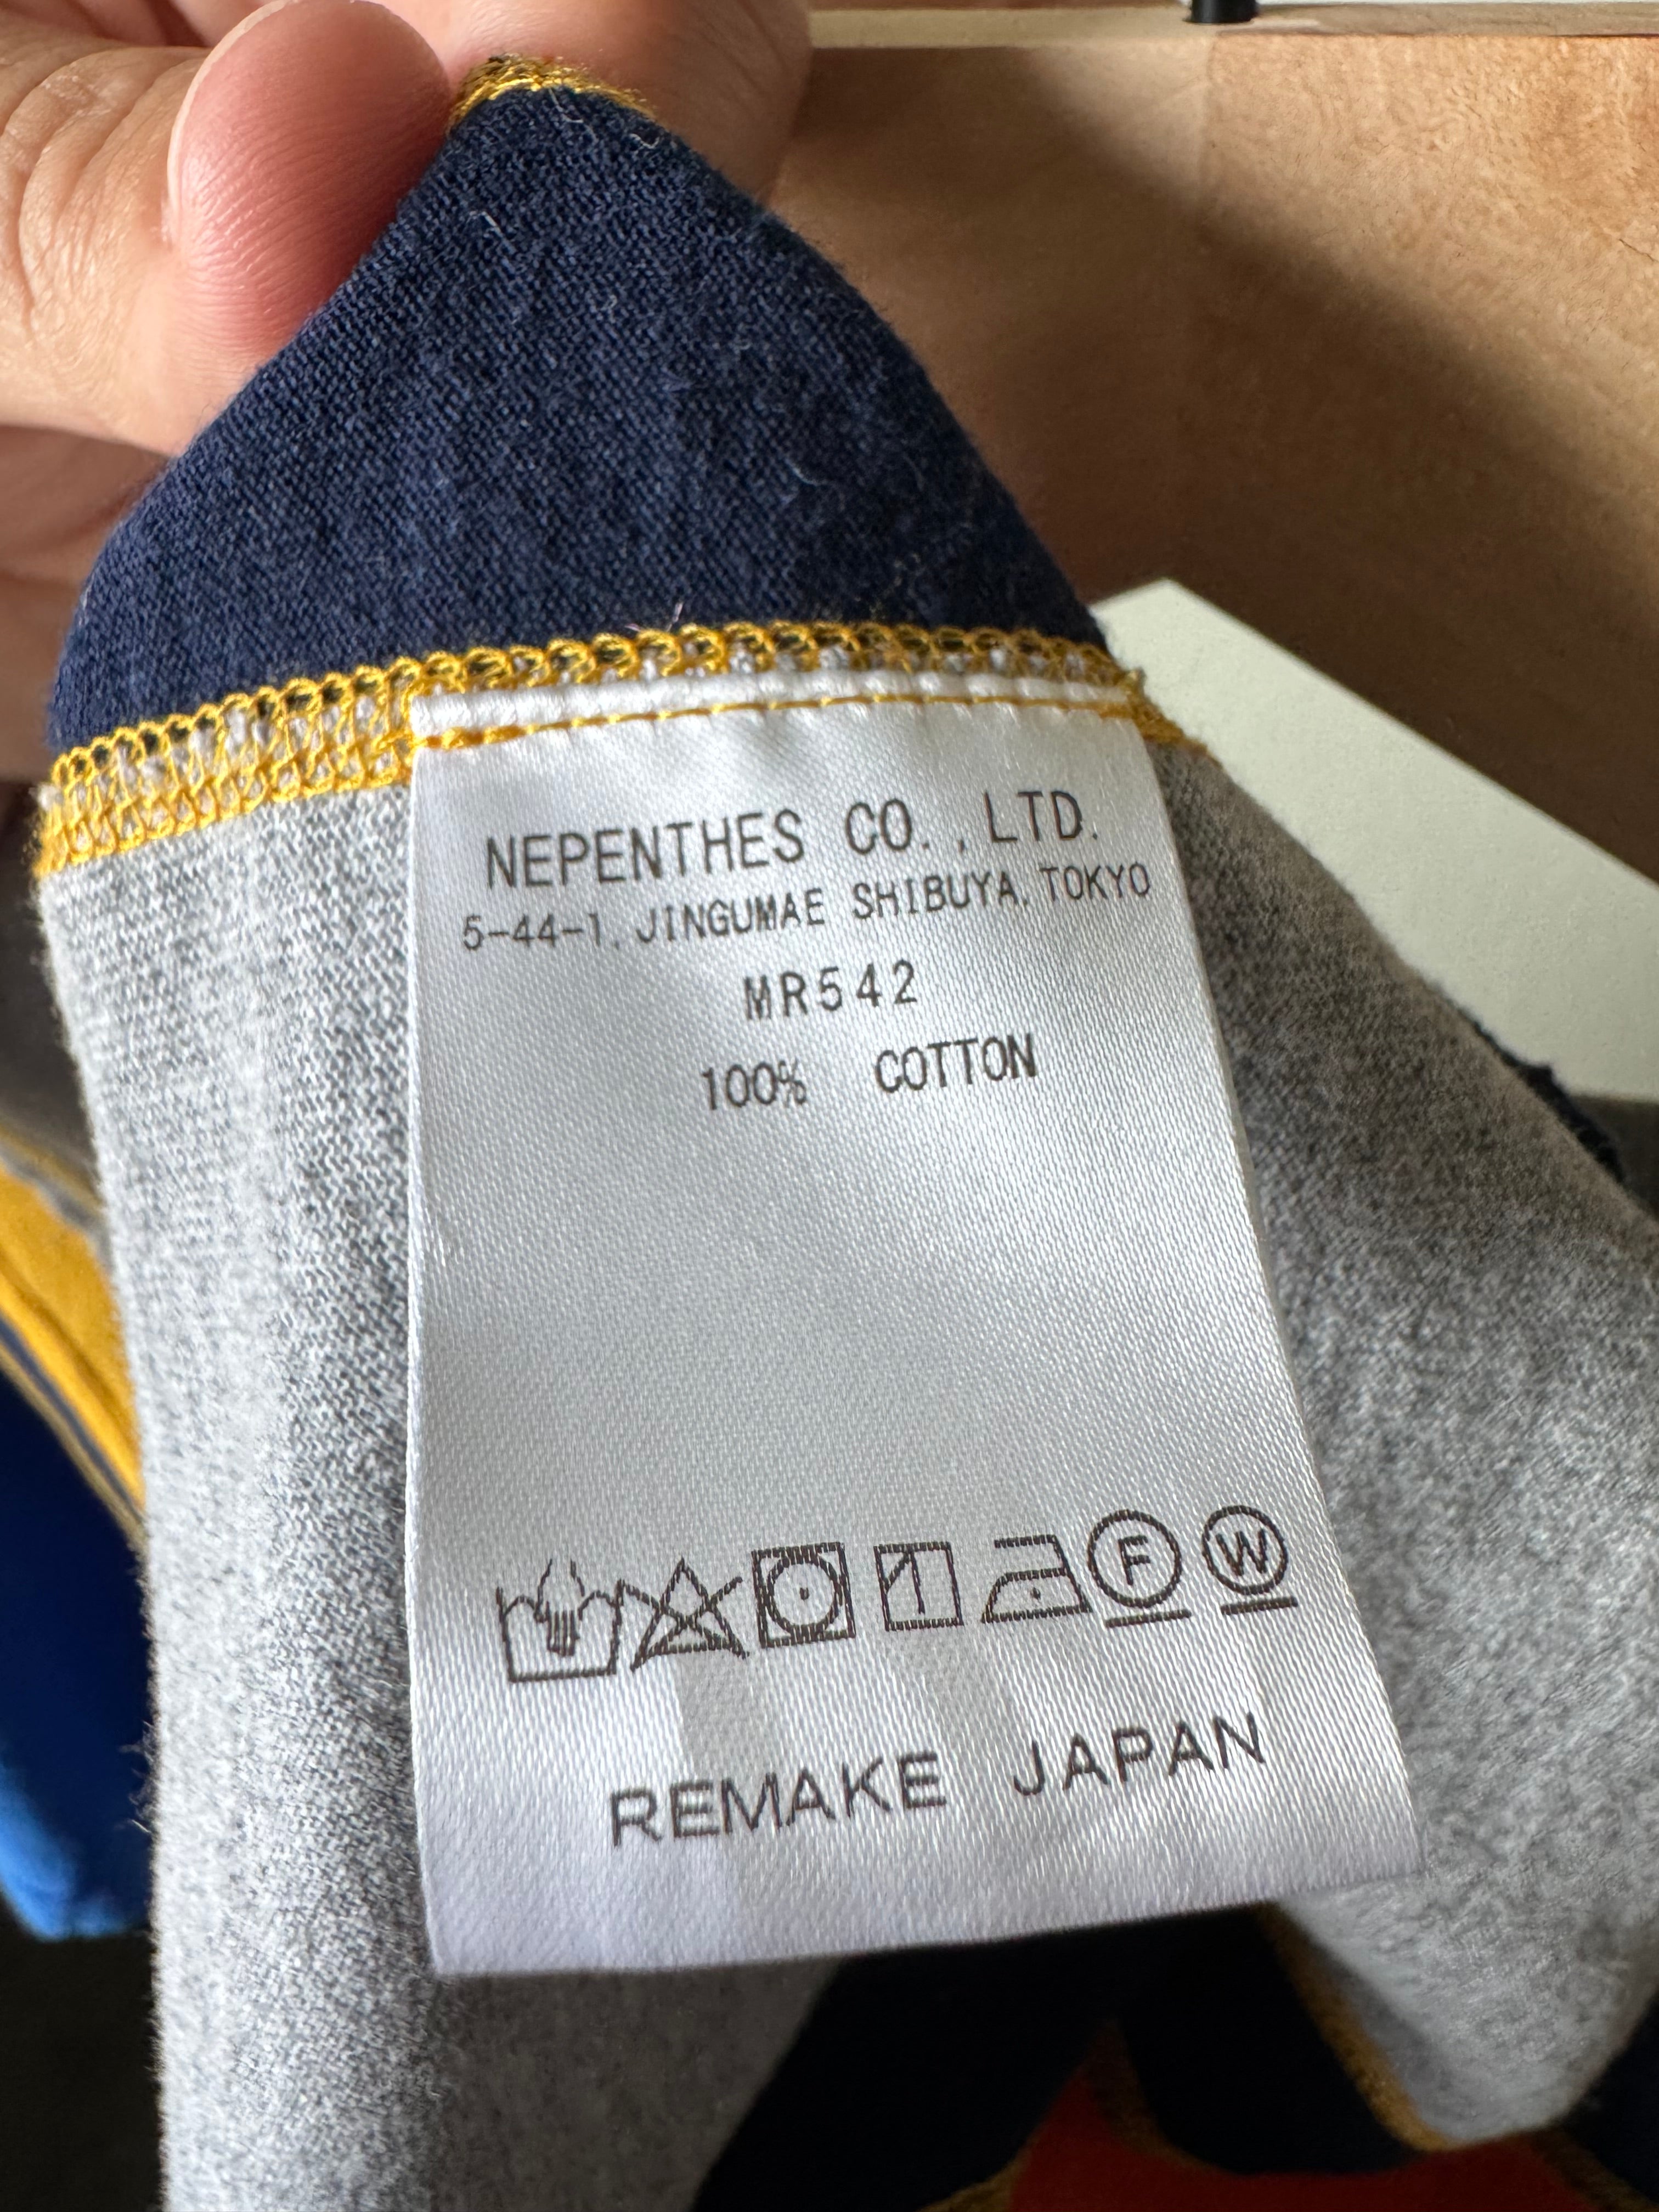 NEPENTHES CO., LTD.
5-44-1, JINGUMAE SHIBUYA, TOKYO
MR542
100% COTTON
F W
REMAKE JAPAN